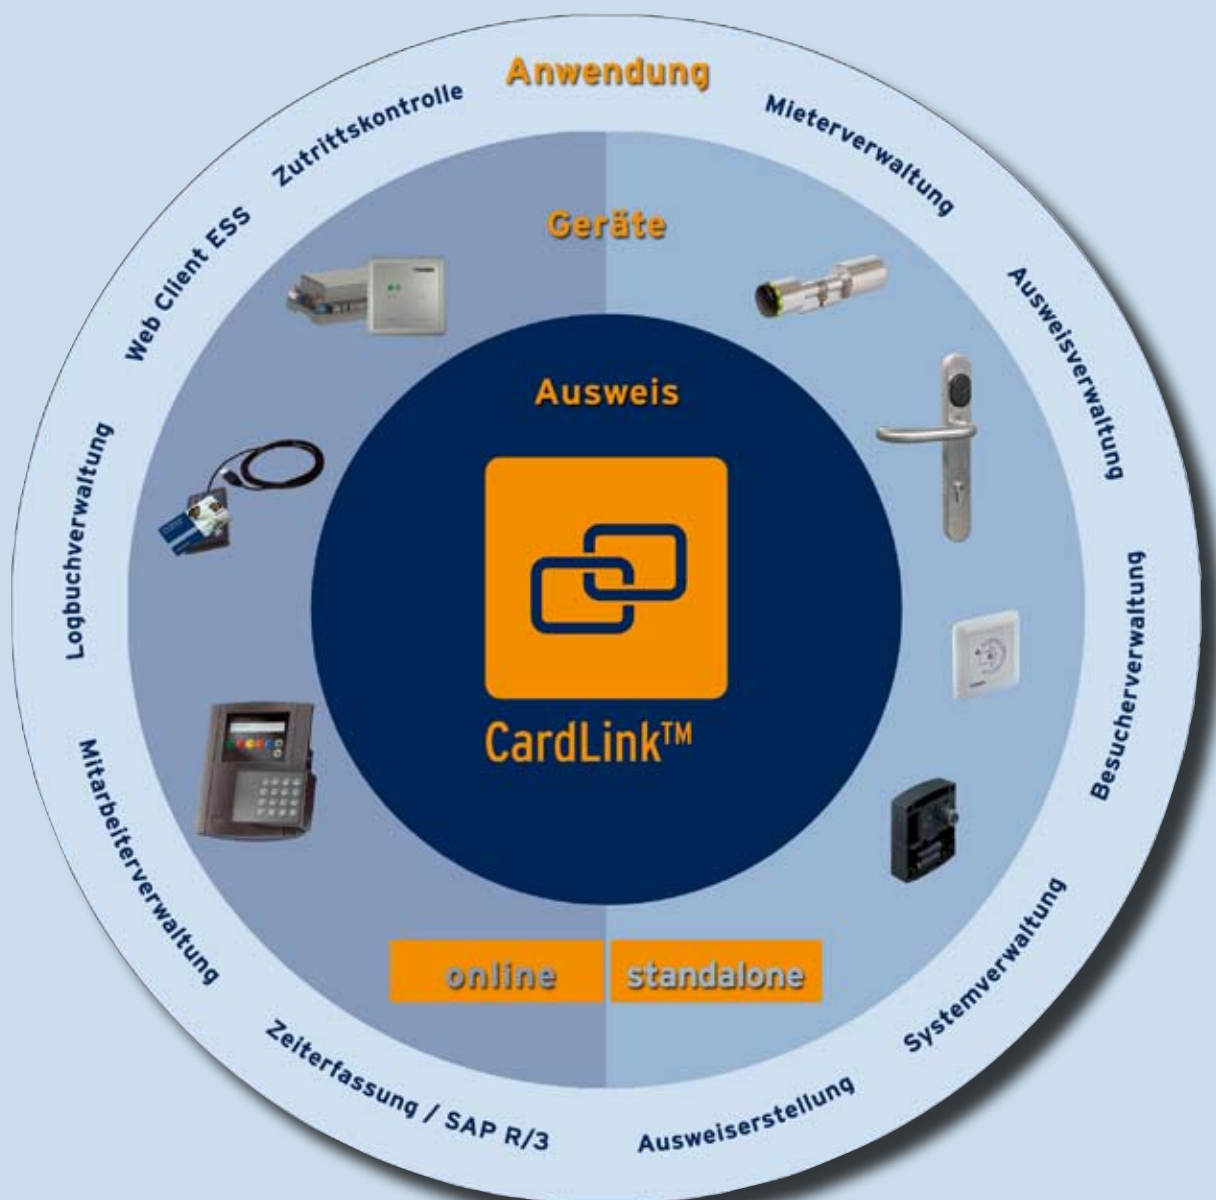 Anwendung
Mieterverwaltung
Ausweisverwaltung
Besucherverwaltung
Systemverwaltung
Ausweiserstellung
Zeiterfassung / SAP R/3
Mitarbeiterverwaltung
Logbuchverwaltung
Web Client ESS
Zutrittskontrolle
Geräte
Ausweis
CardLink™
online
standalone